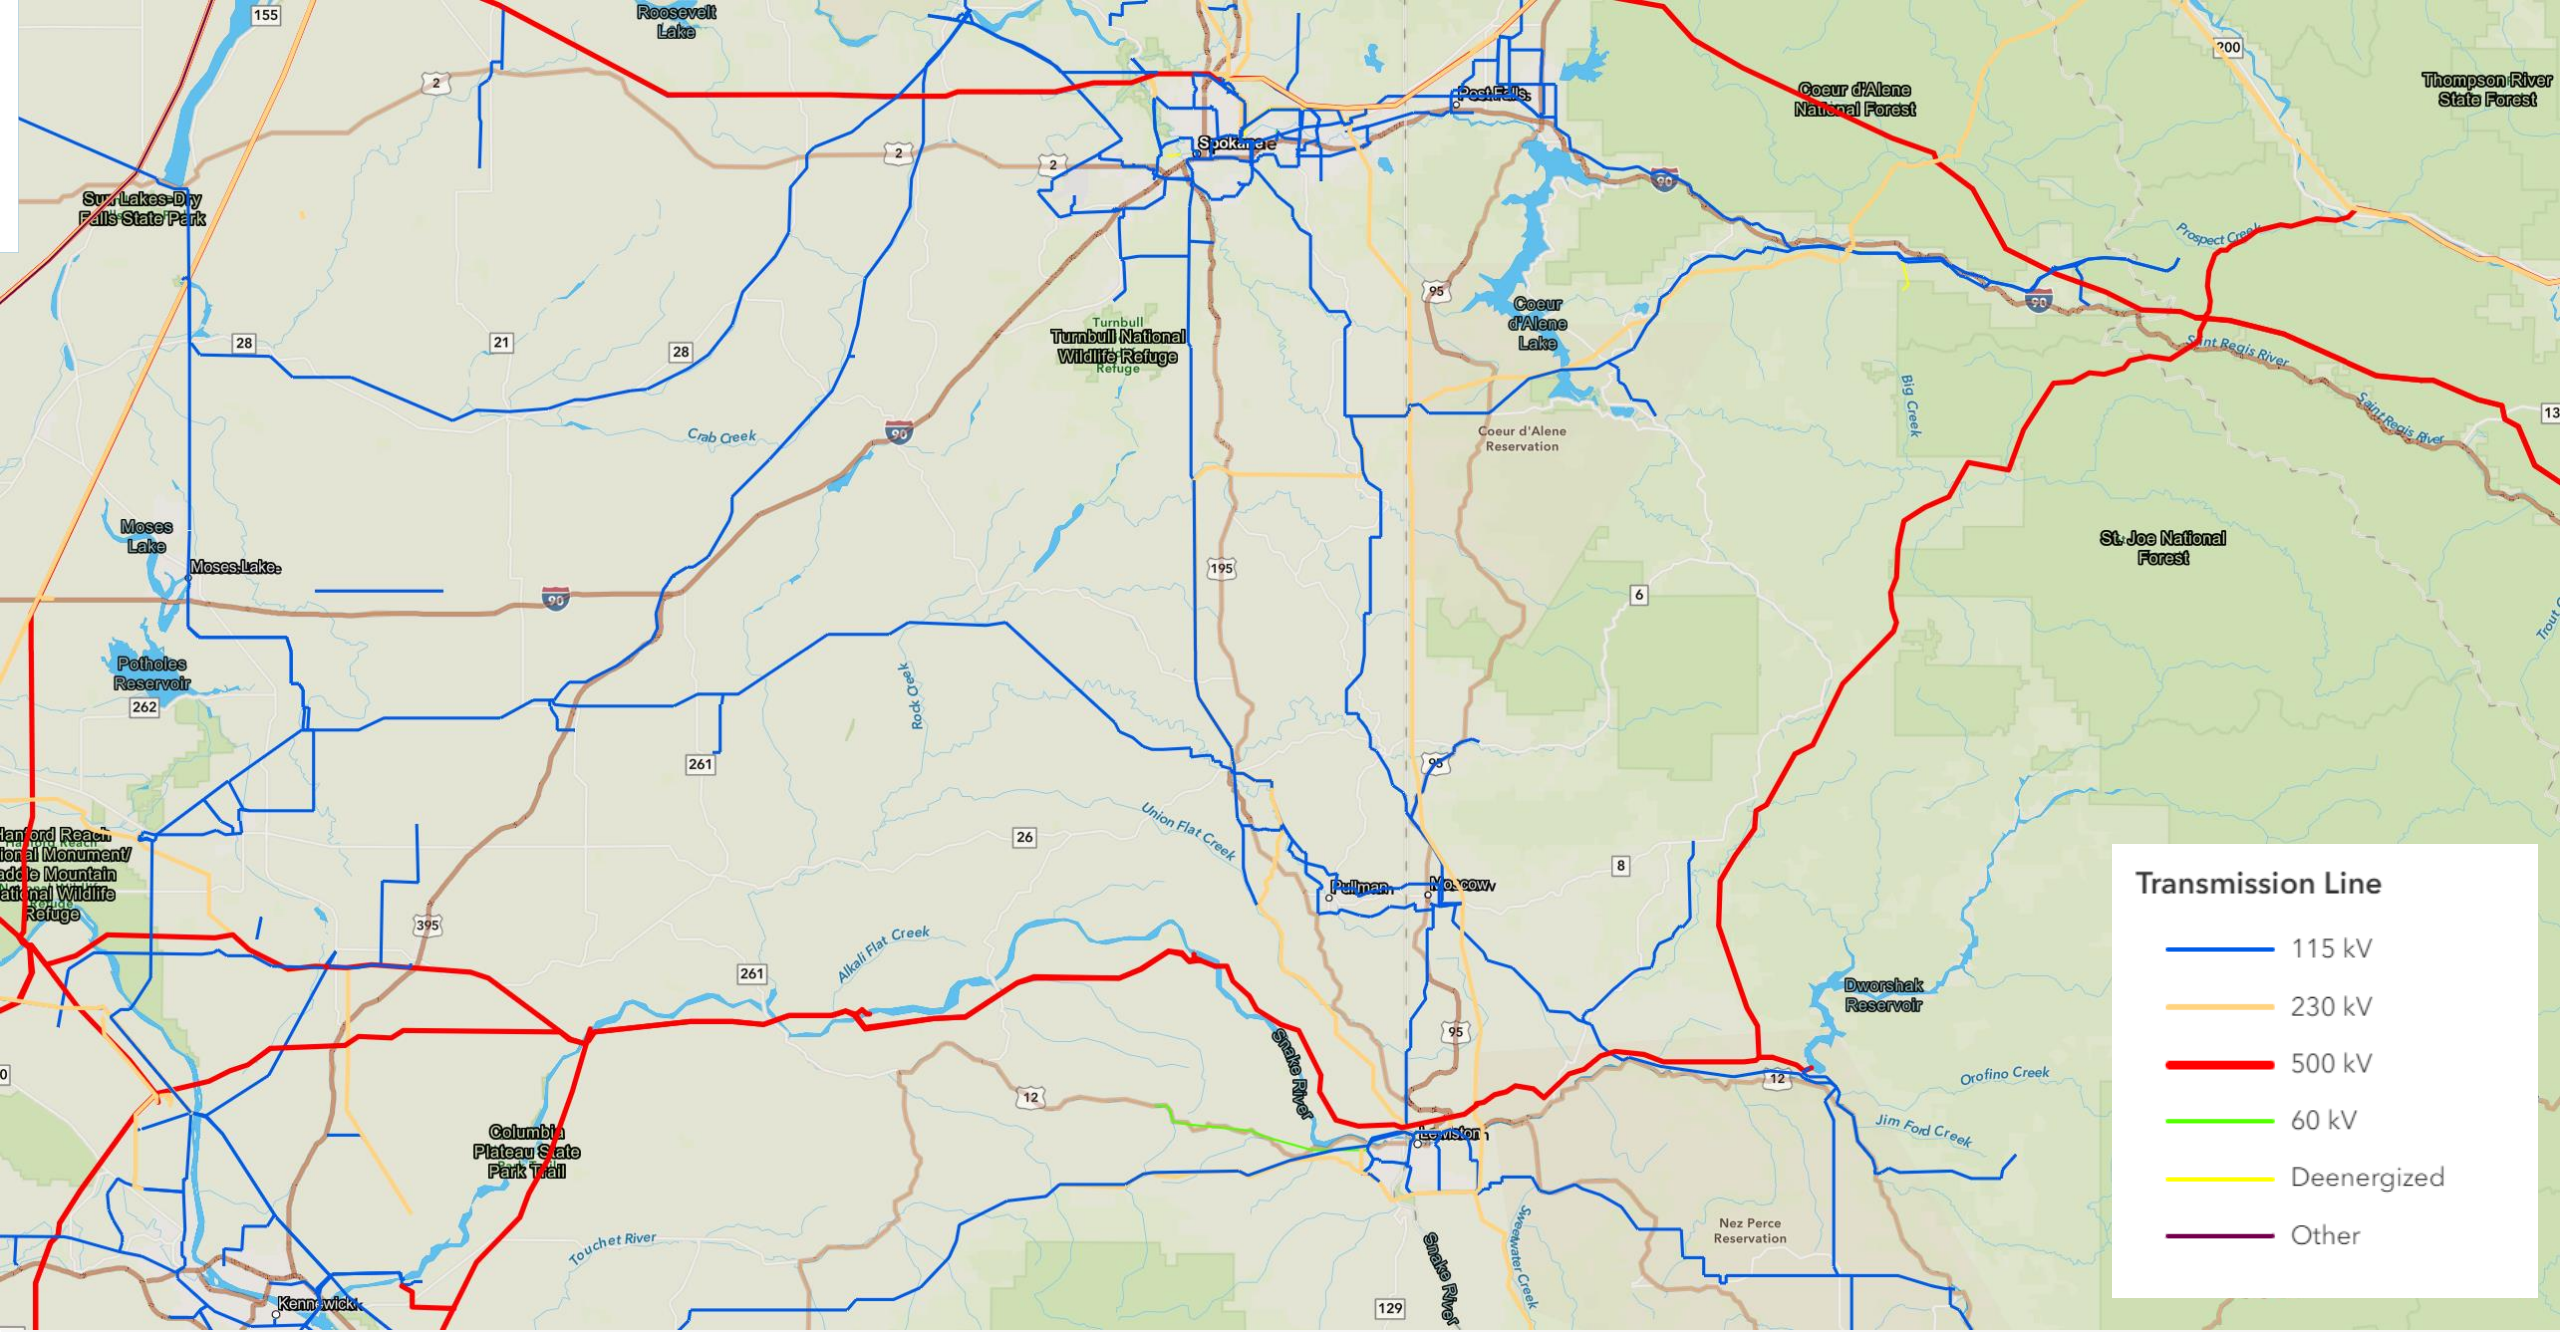 155
Roosevelt
Lake
200
2
Coeur d'Alene
National Forest
Thompson River
State Forest
Post Falls
2
2
Spokane
90
Sun Lakes-Dry
Falls State Park
Prospect Creek
95
90
Coeur
d'Alene
Lake
Turnbull
Turnbull National
Wildlife Refuge
Refuge
28
21
28
Saint Regis River
Big Creek
13
Saint Regis River
Crab Creek
90
Coeur d'Alene
Reservation
Moses
Lake
St. Joe National
Forest
Moses Lake
195
90
6
Trout
Potholes
Reservoir
262
Rock Creek
261
95
Union Flat Creek
26
Hanford Reach
National Wildlife
Refuge
8
Pullman
Moscow
395
Alkali Flat Creek
261
Dworshak
Reservoir
Snake River
95
12
12
Orofino Creek
Jim Ford Creek
Columbia
Plateau State
Park Trail
Lewiston
Touchet River
Sweetwater Creek
Nez Perce
Reservation
Snake River
Kennewick
129
Transmission Line
115 kV
230 kV
500 kV
60 kV
Deenergized
Other